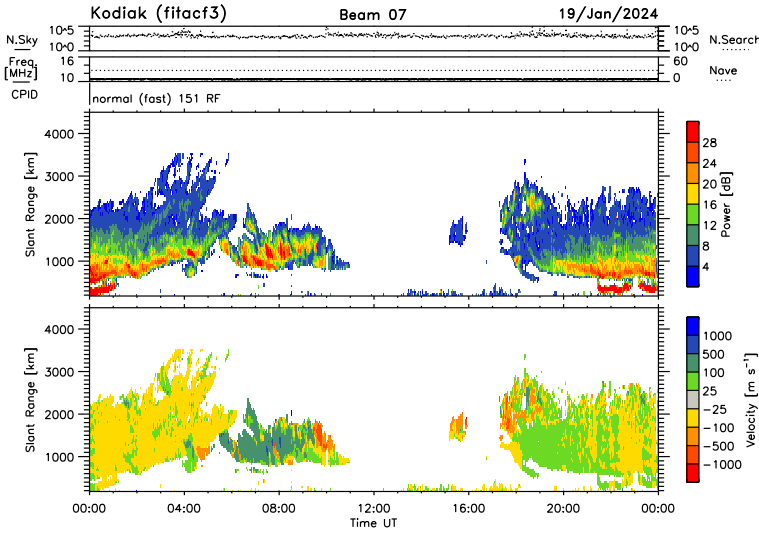 Kodiak (fitacf3) Beam 07 19/Jan/2024
N.Sky 10^5 10^0 10^5 10^0 N.Search
Freq. [MHz] 16 10 60 0 Nave
CPID normal (fast) 151 RF
Slant Range [km] 4000 3000 2000 1000
28 24 20 16 12 8 4 Power [dB]
Slant Range [km] 4000 3000 2000 1000
1000 500 100 25 -25 -100 -500 -1000 Velocity [m s^-1]
00:00 04:00 08:00 12:00 16:00 20:00 00:00
Time UT